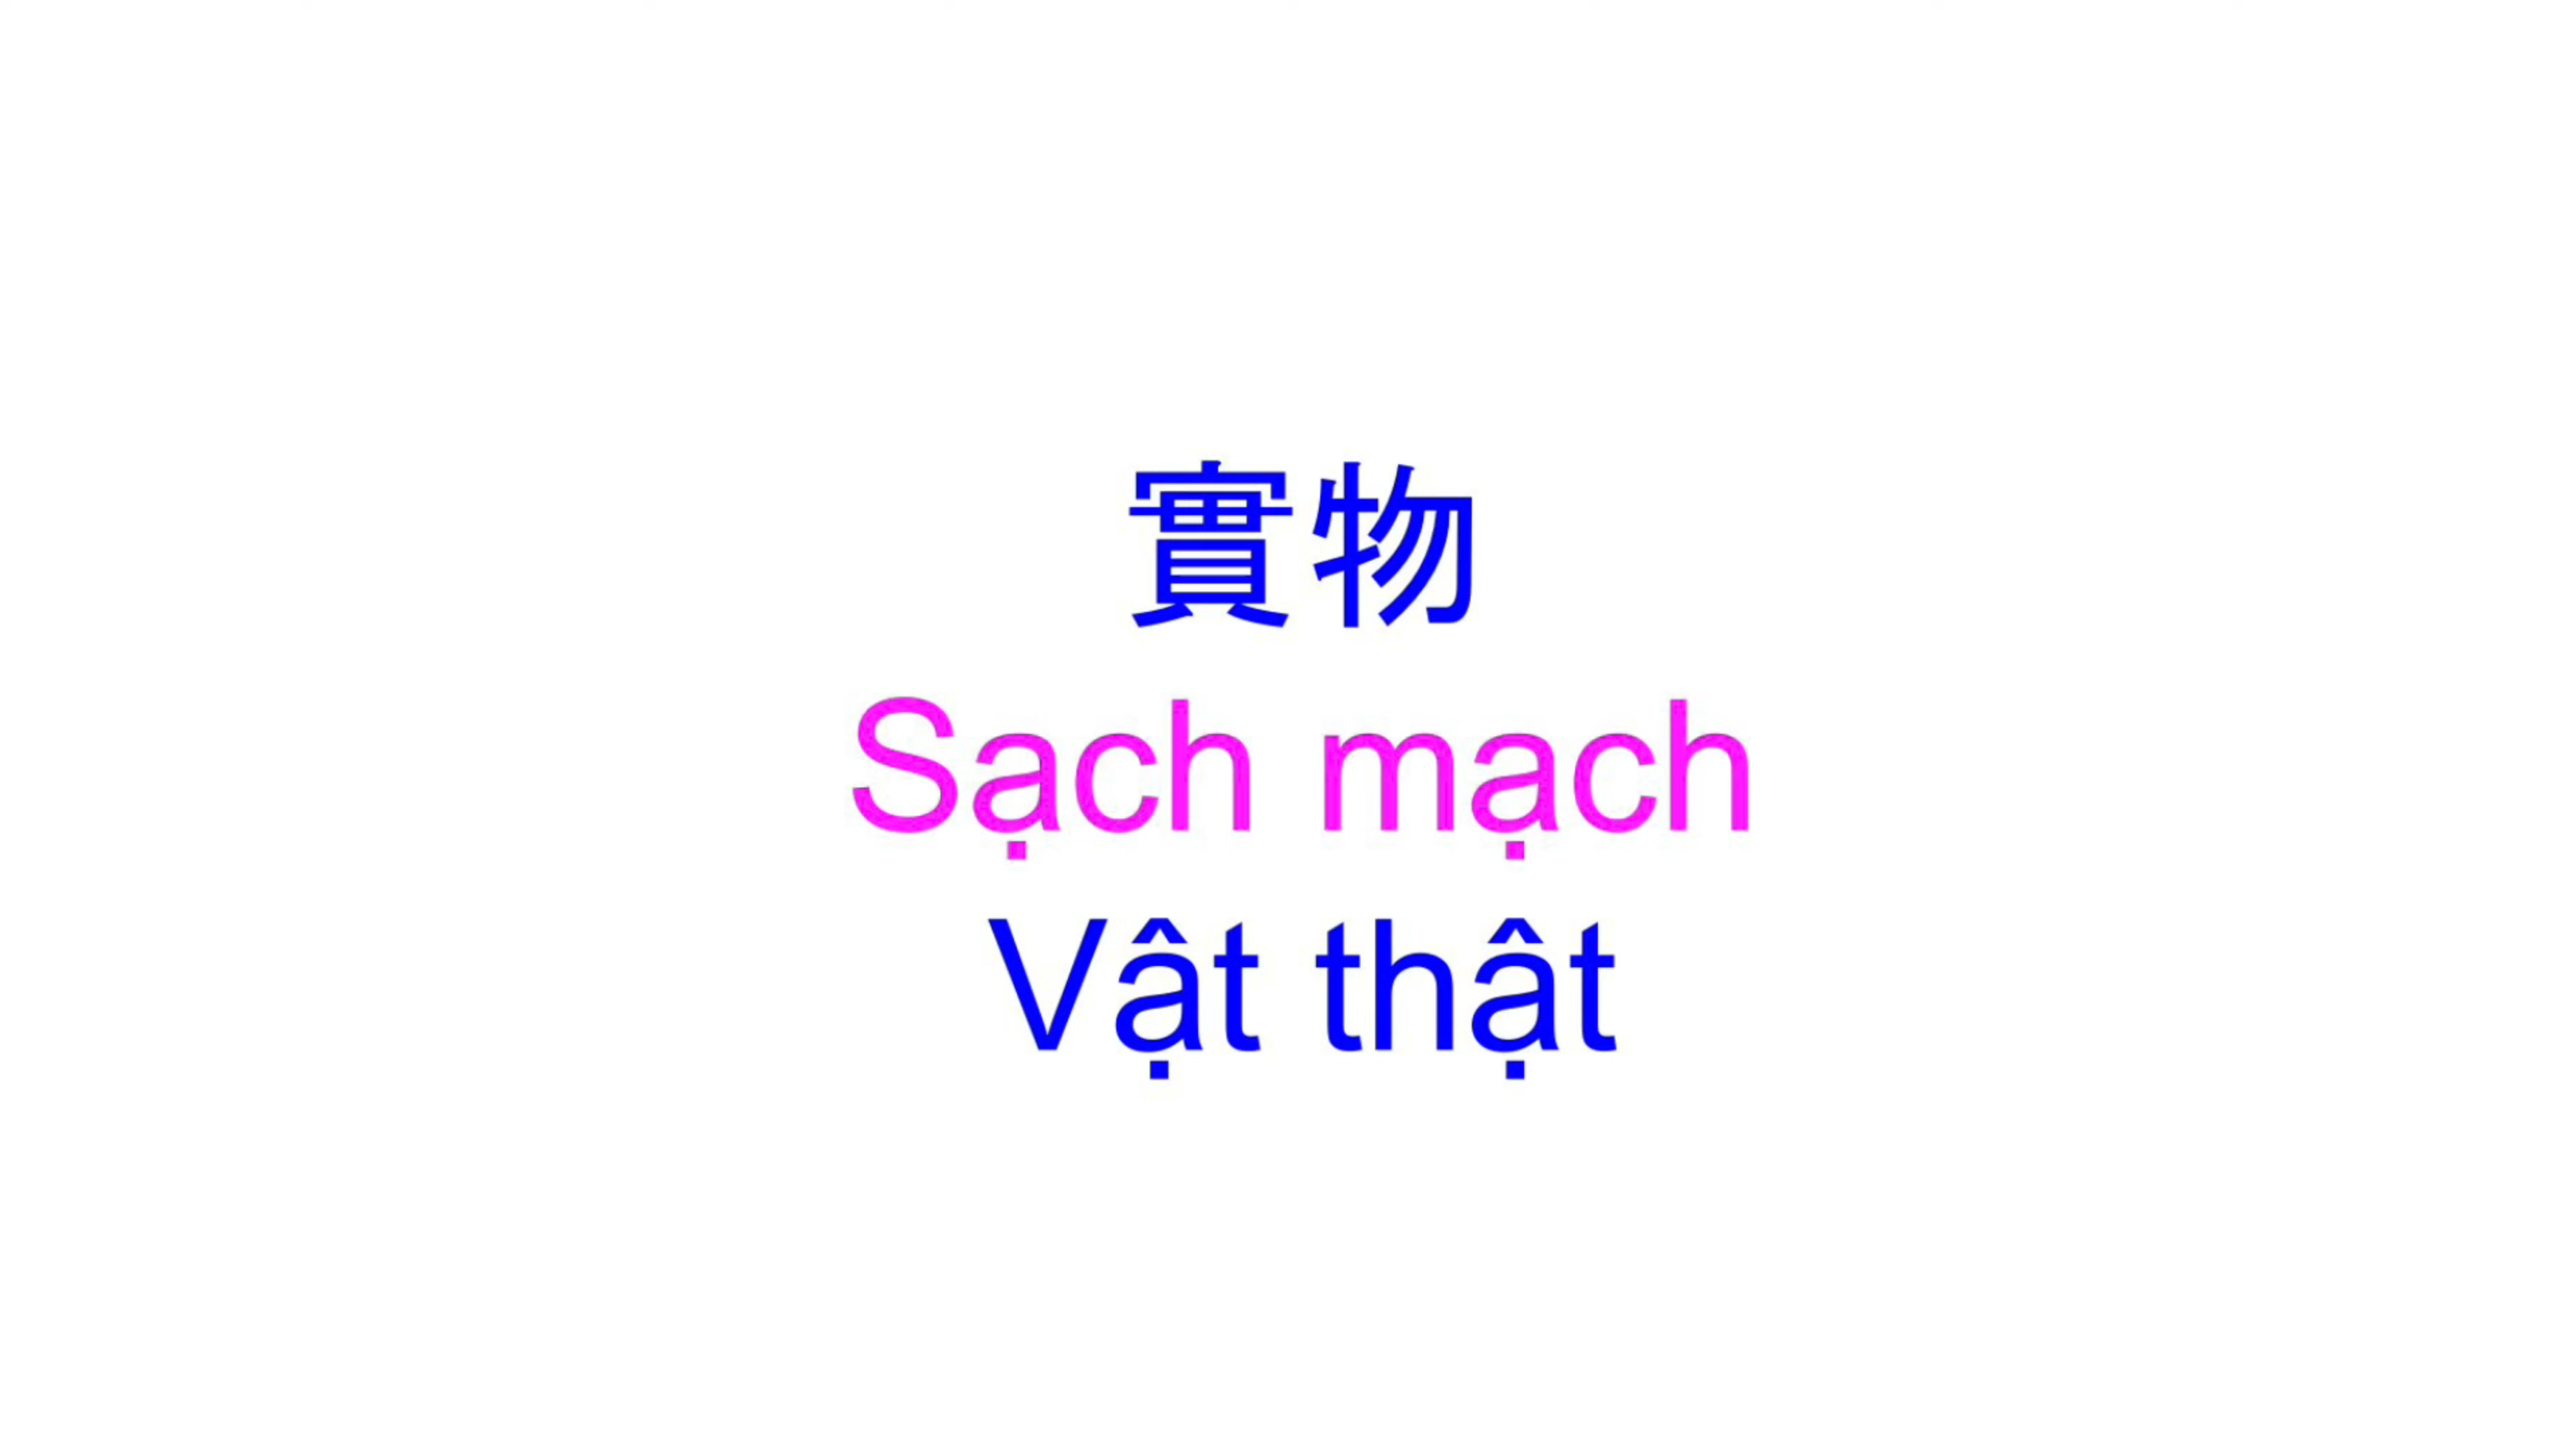 實物
Sạch mạch
Vật thật